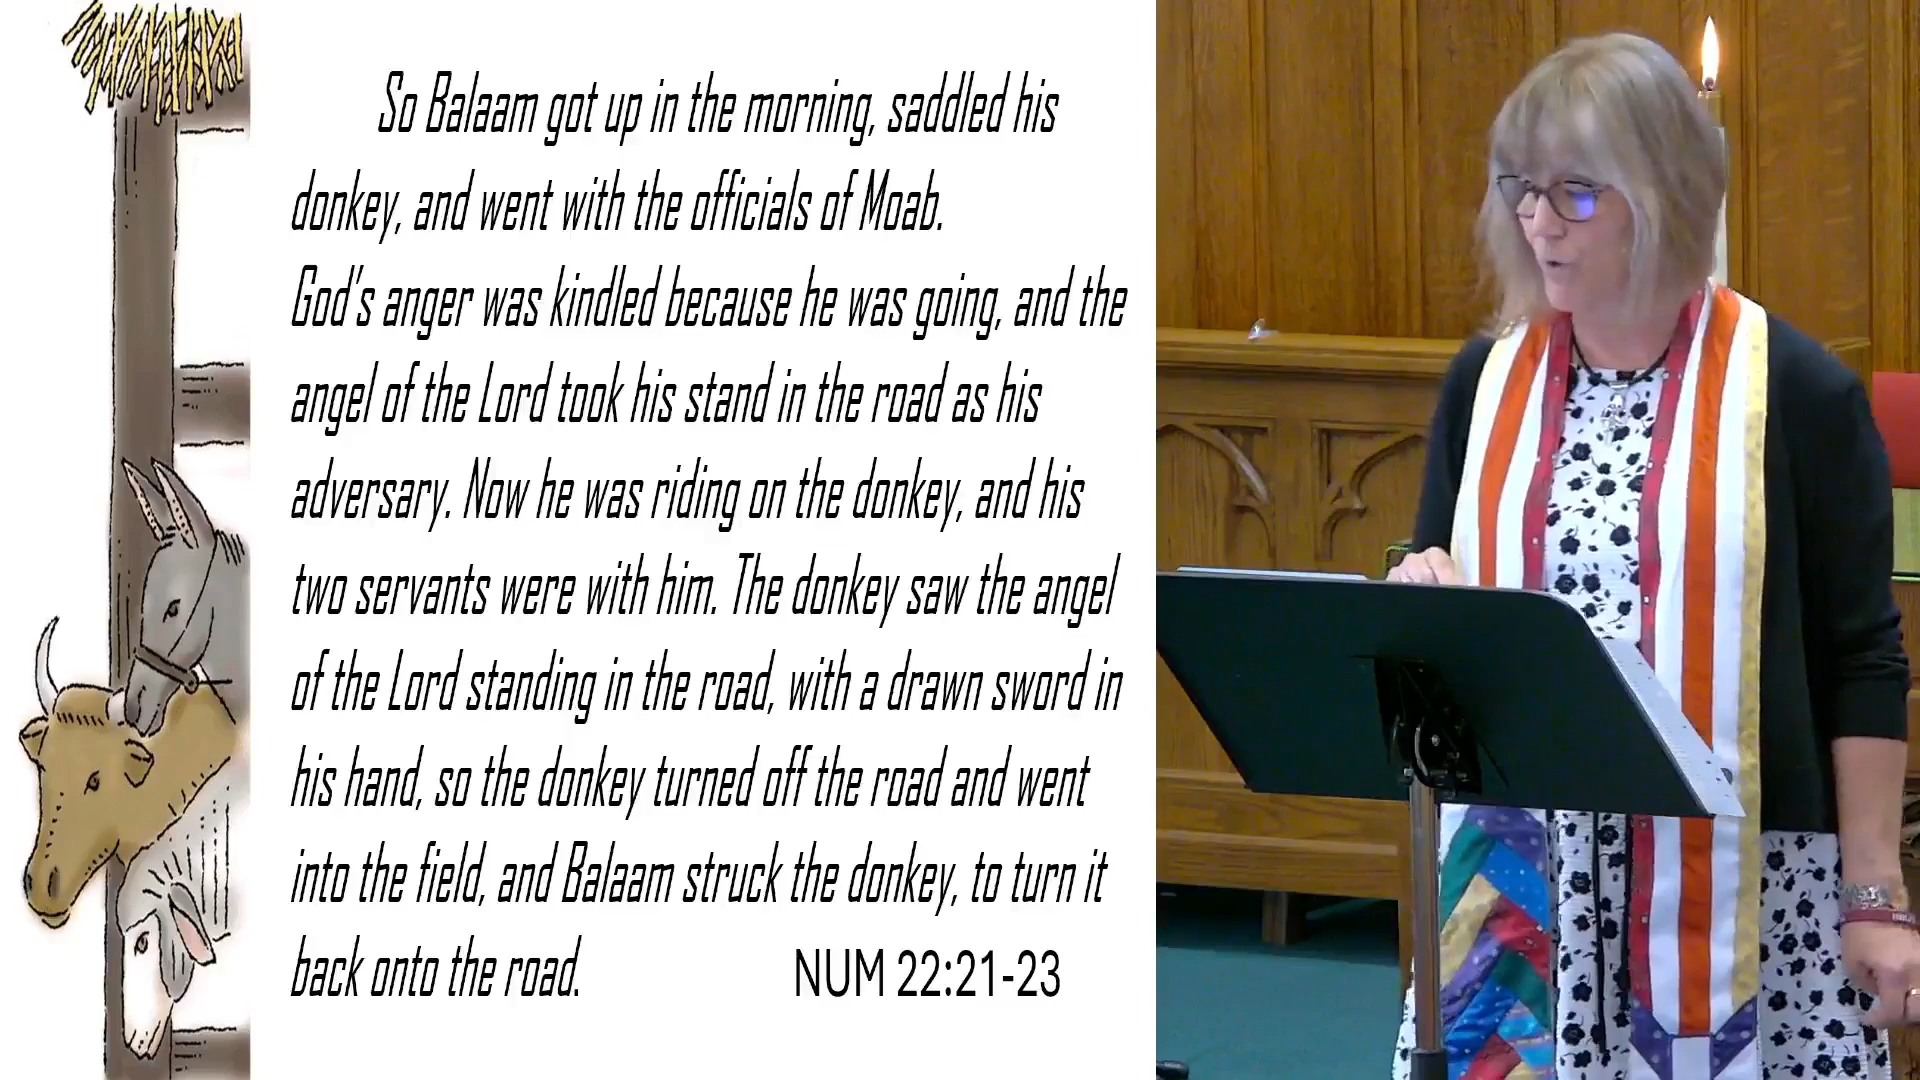 So Balaam got up in the morning, saddled his
donkey, and went with the officials of Moab.
God's anger was kindled because he was going, and the
angel of the Lord took his stand in the road as his
adversary. Now he was riding on the donkey, and his
two servants were with him. The donkey saw the angel
of the Lord standing in the road, with a drawn sword in
his hand, so the donkey turned off the road and went
into the field, and Balaam struck the donkey, to turn it
back onto the road. NUM 22:21-23